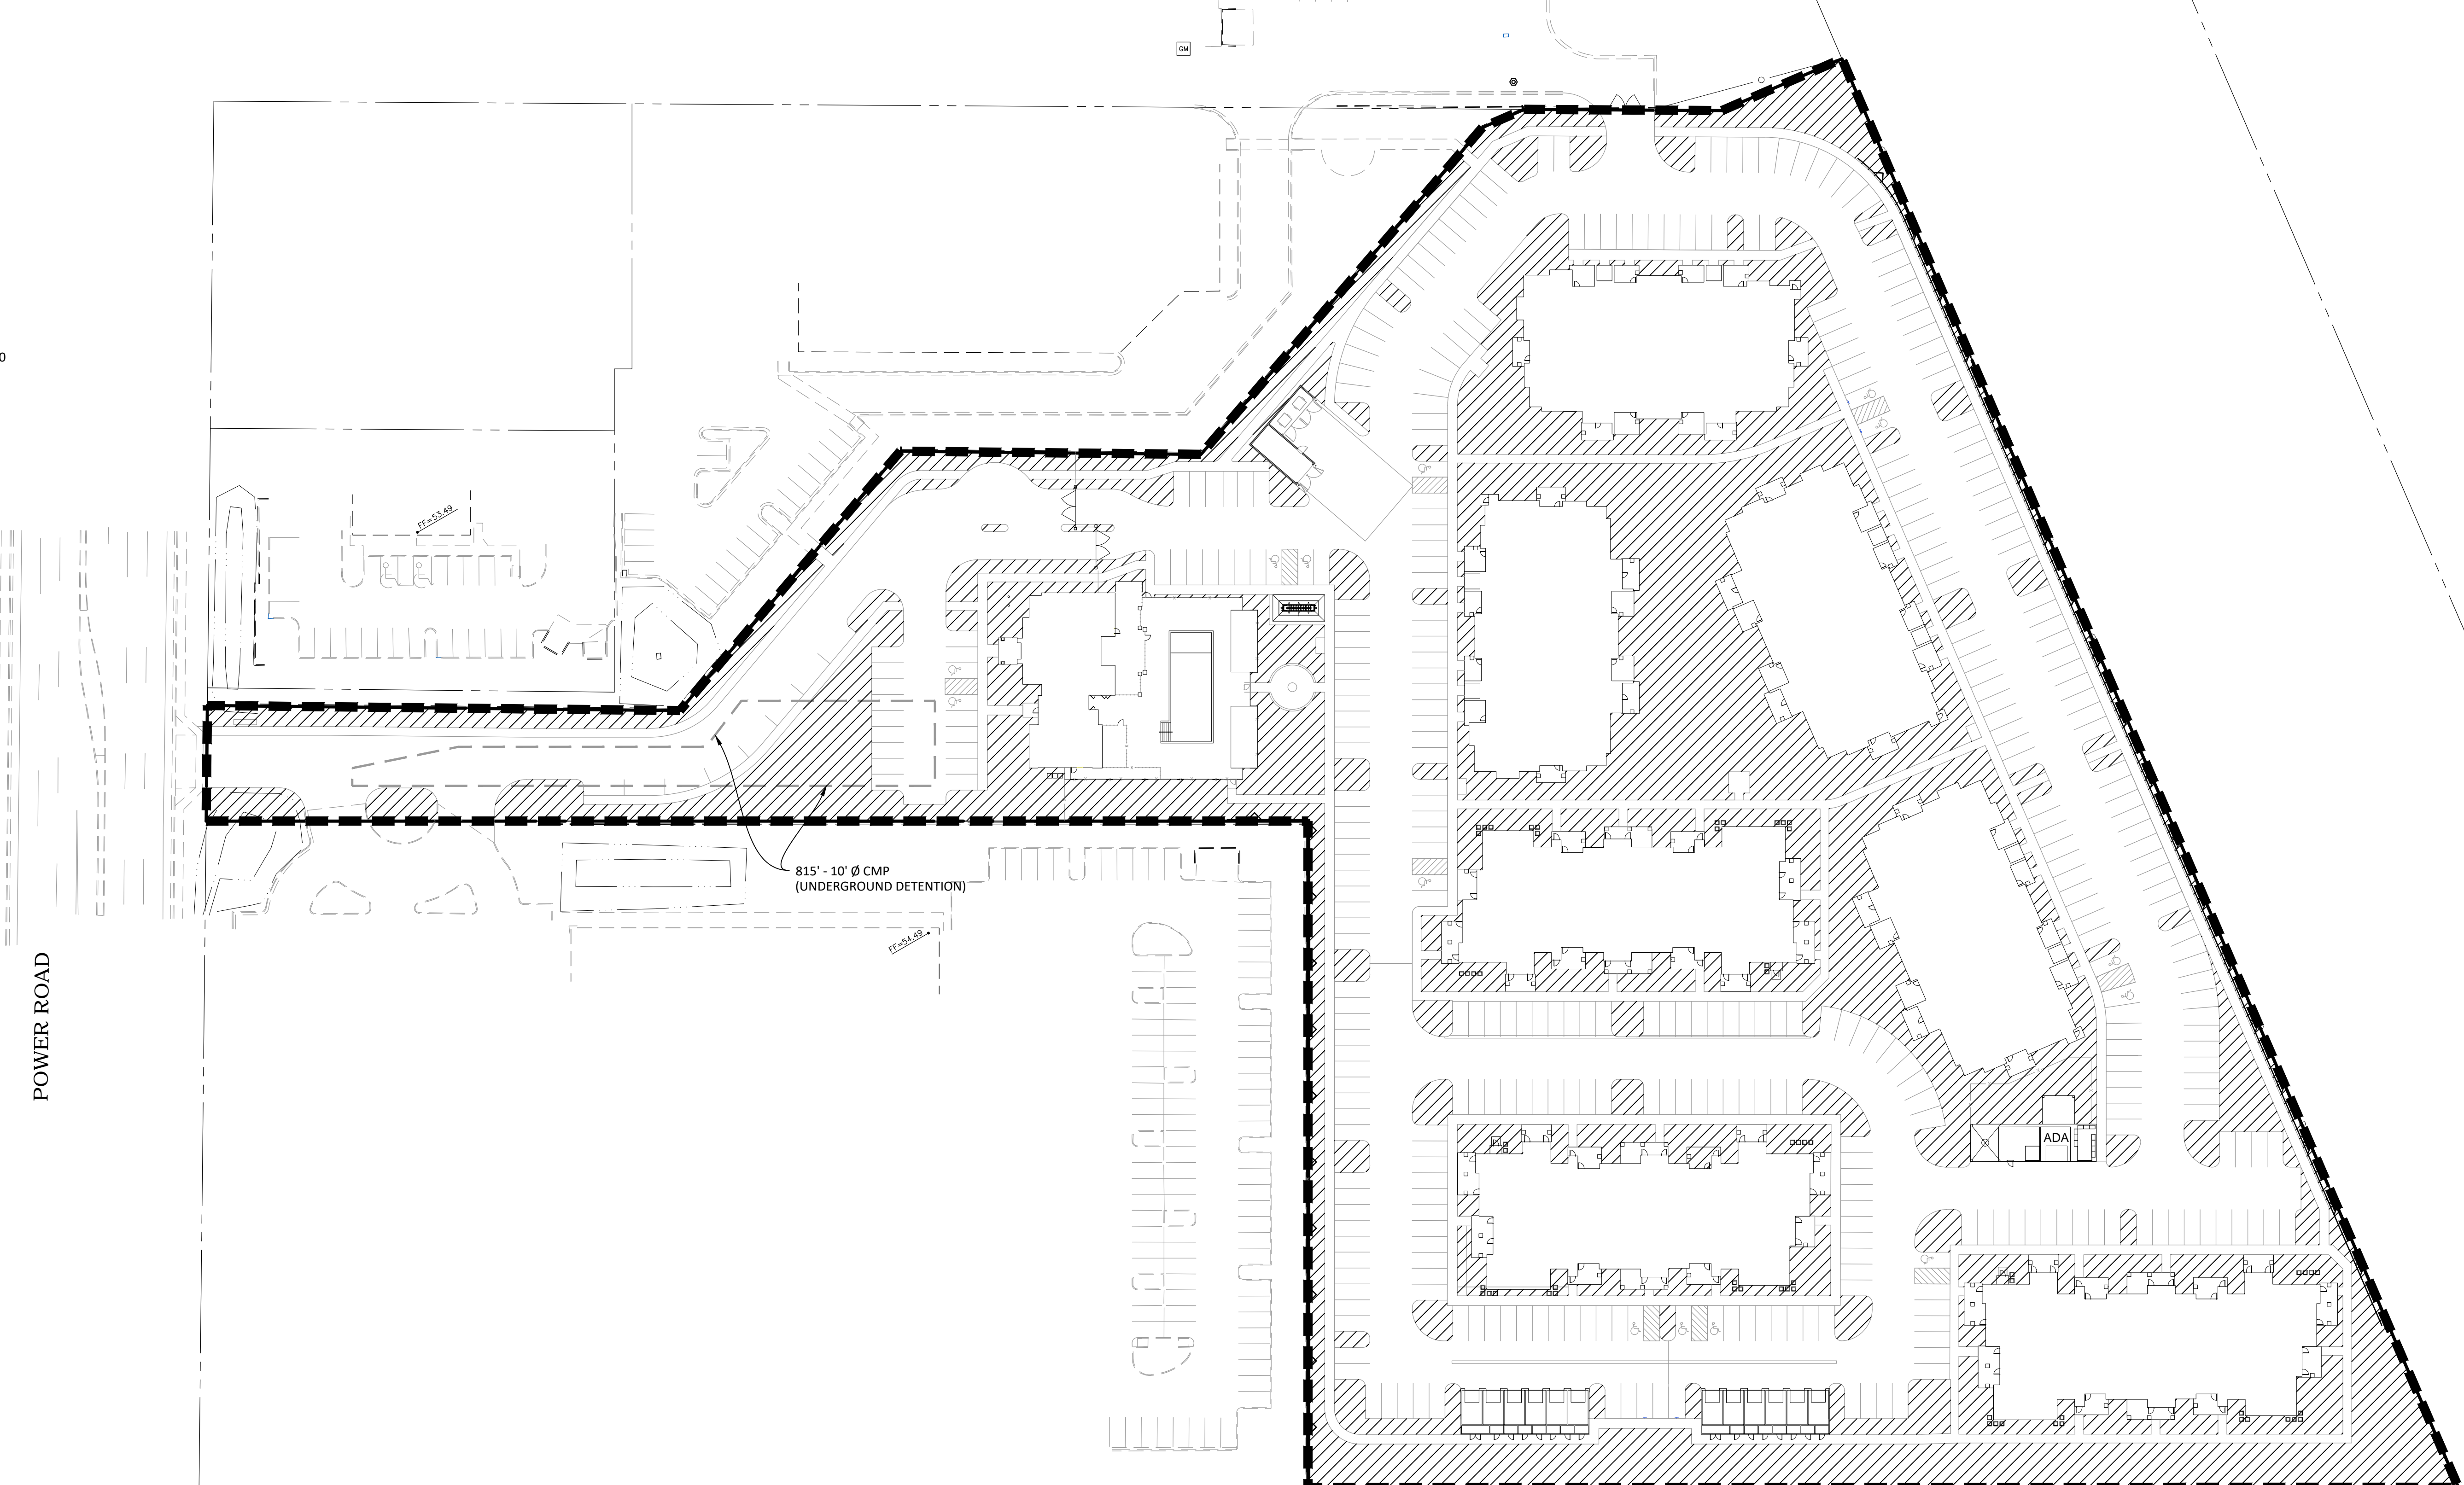 GM
0
FF=53.49
815' - 10' Ø CMP
(UNDERGROUND DETENTION)
FF=54.49
POWER ROAD
ADA